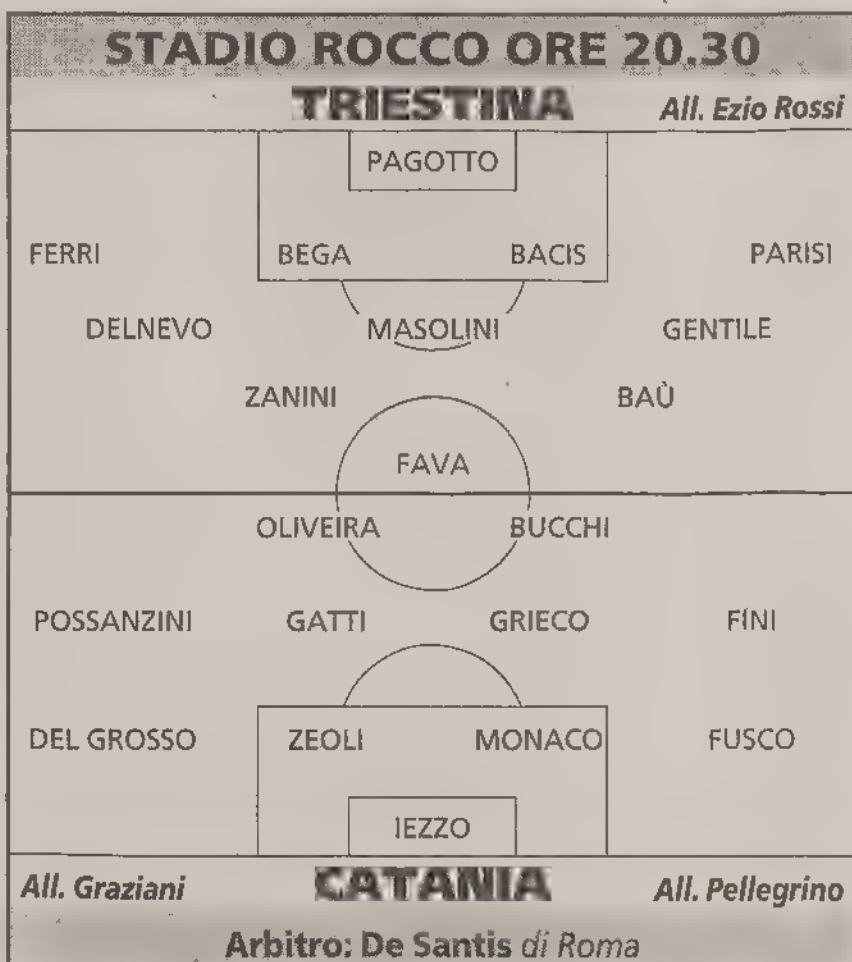 STADIO ROCCO ORE 20.30
TRIESTINA All. Ezio Rossi
PAGOTTO
FERRI BEGA BACIS PARISI
DELNEVO MASOLINI GENTILE
ZANINI BAÙ
FAVA
OLIVEIRA BUCCHI
POSSANZINI GATTI GRIECO FINI
DEL GROSSO ZEOLI MONACO FUSCO
IEZZO
All. Graziani CATANIA All. Pellegrino
Arbitro: De Santis di Roma